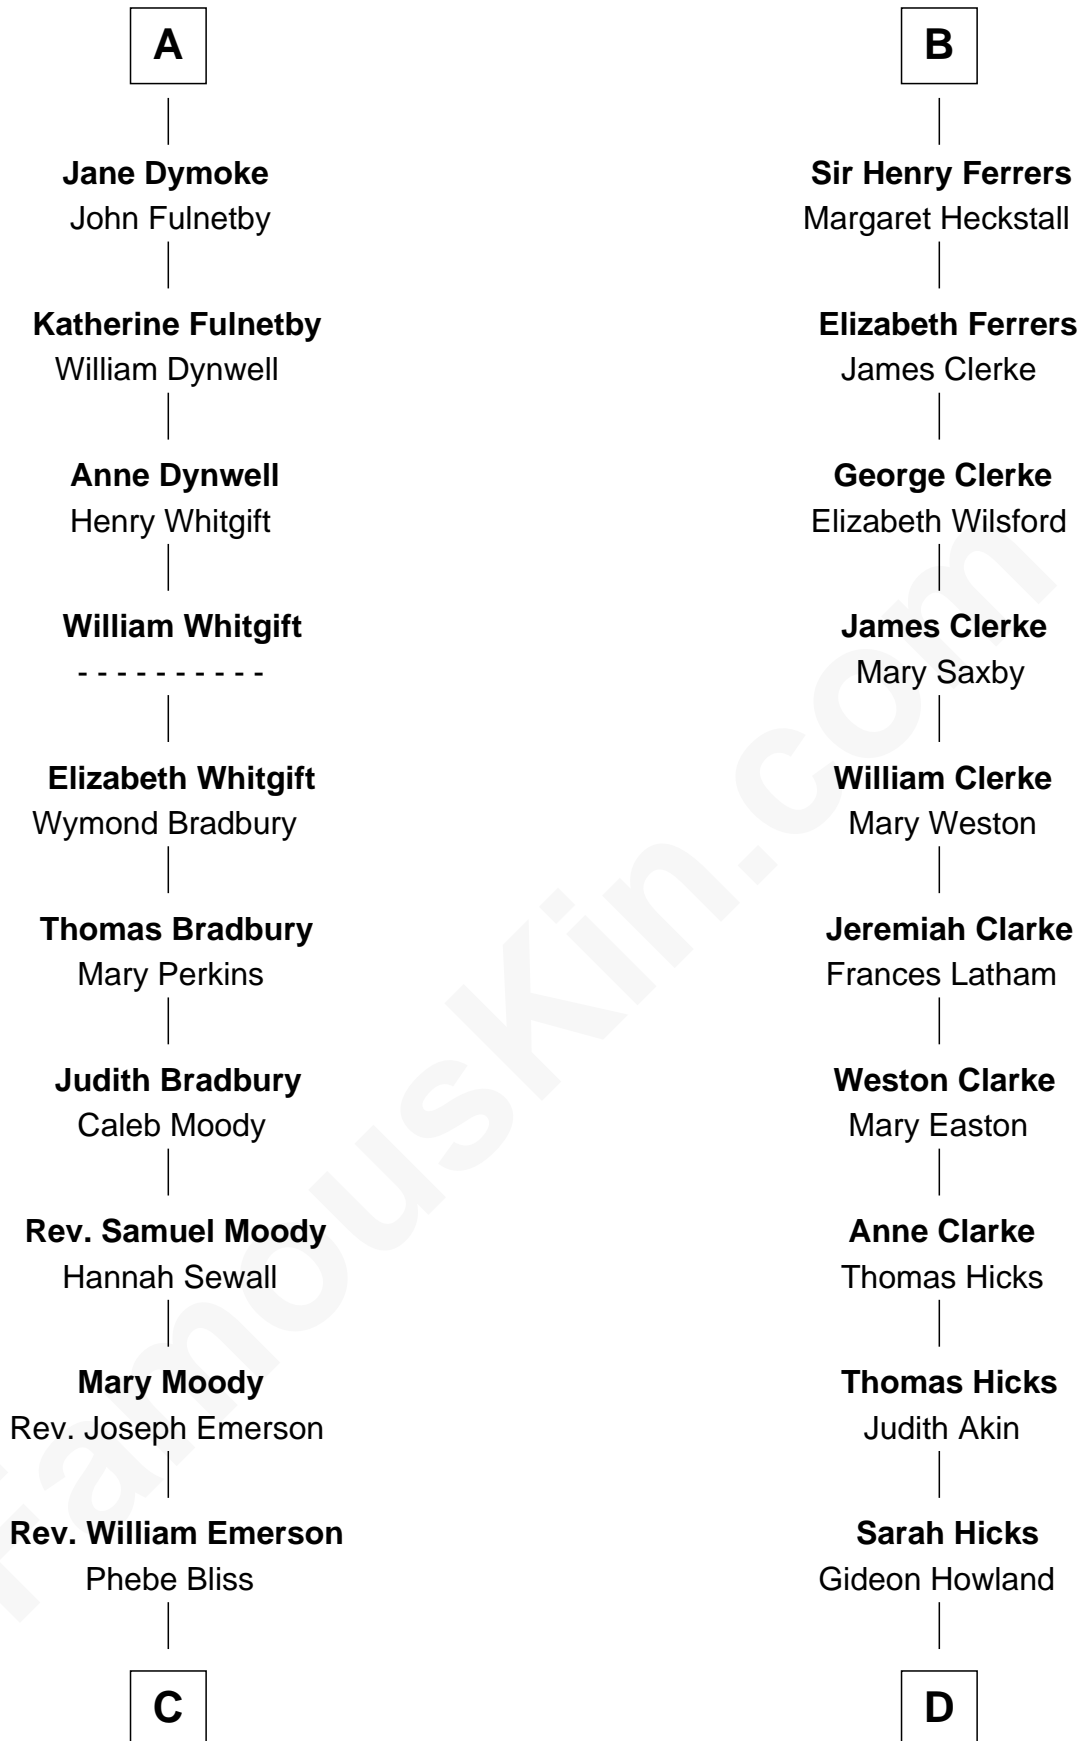 A
Jane Dymoke
John Fulnetby
Katherine Fulnetby
William Dynwell
Anne Dynwell
Henry Whitgift
William Whitgift
- - - - - - - - - -
Elizabeth Whitgift
Wymond Bradbury
Thomas Bradbury
Mary Perkins
Judith Bradbury
Caleb Moody
Rev. Samuel Moody
Hannah Sewall
Mary Moody
Rev. Joseph Emerson
Rev. William Emerson
Phebe Bliss
C
B
Sir Henry Ferrers
Margaret Heckstall
Elizabeth Ferrers
James Clerke
George Clerke
Elizabeth Wilsford
James Clerke
Mary Saxby
William Clerke
Mary Weston
Jeremiah Clarke
Frances Latham
Weston Clarke
Mary Easton
Anne Clarke
Thomas Hicks
Thomas Hicks
Judith Akin
Sarah Hicks
Gideon Howland
D
FamousKin.com